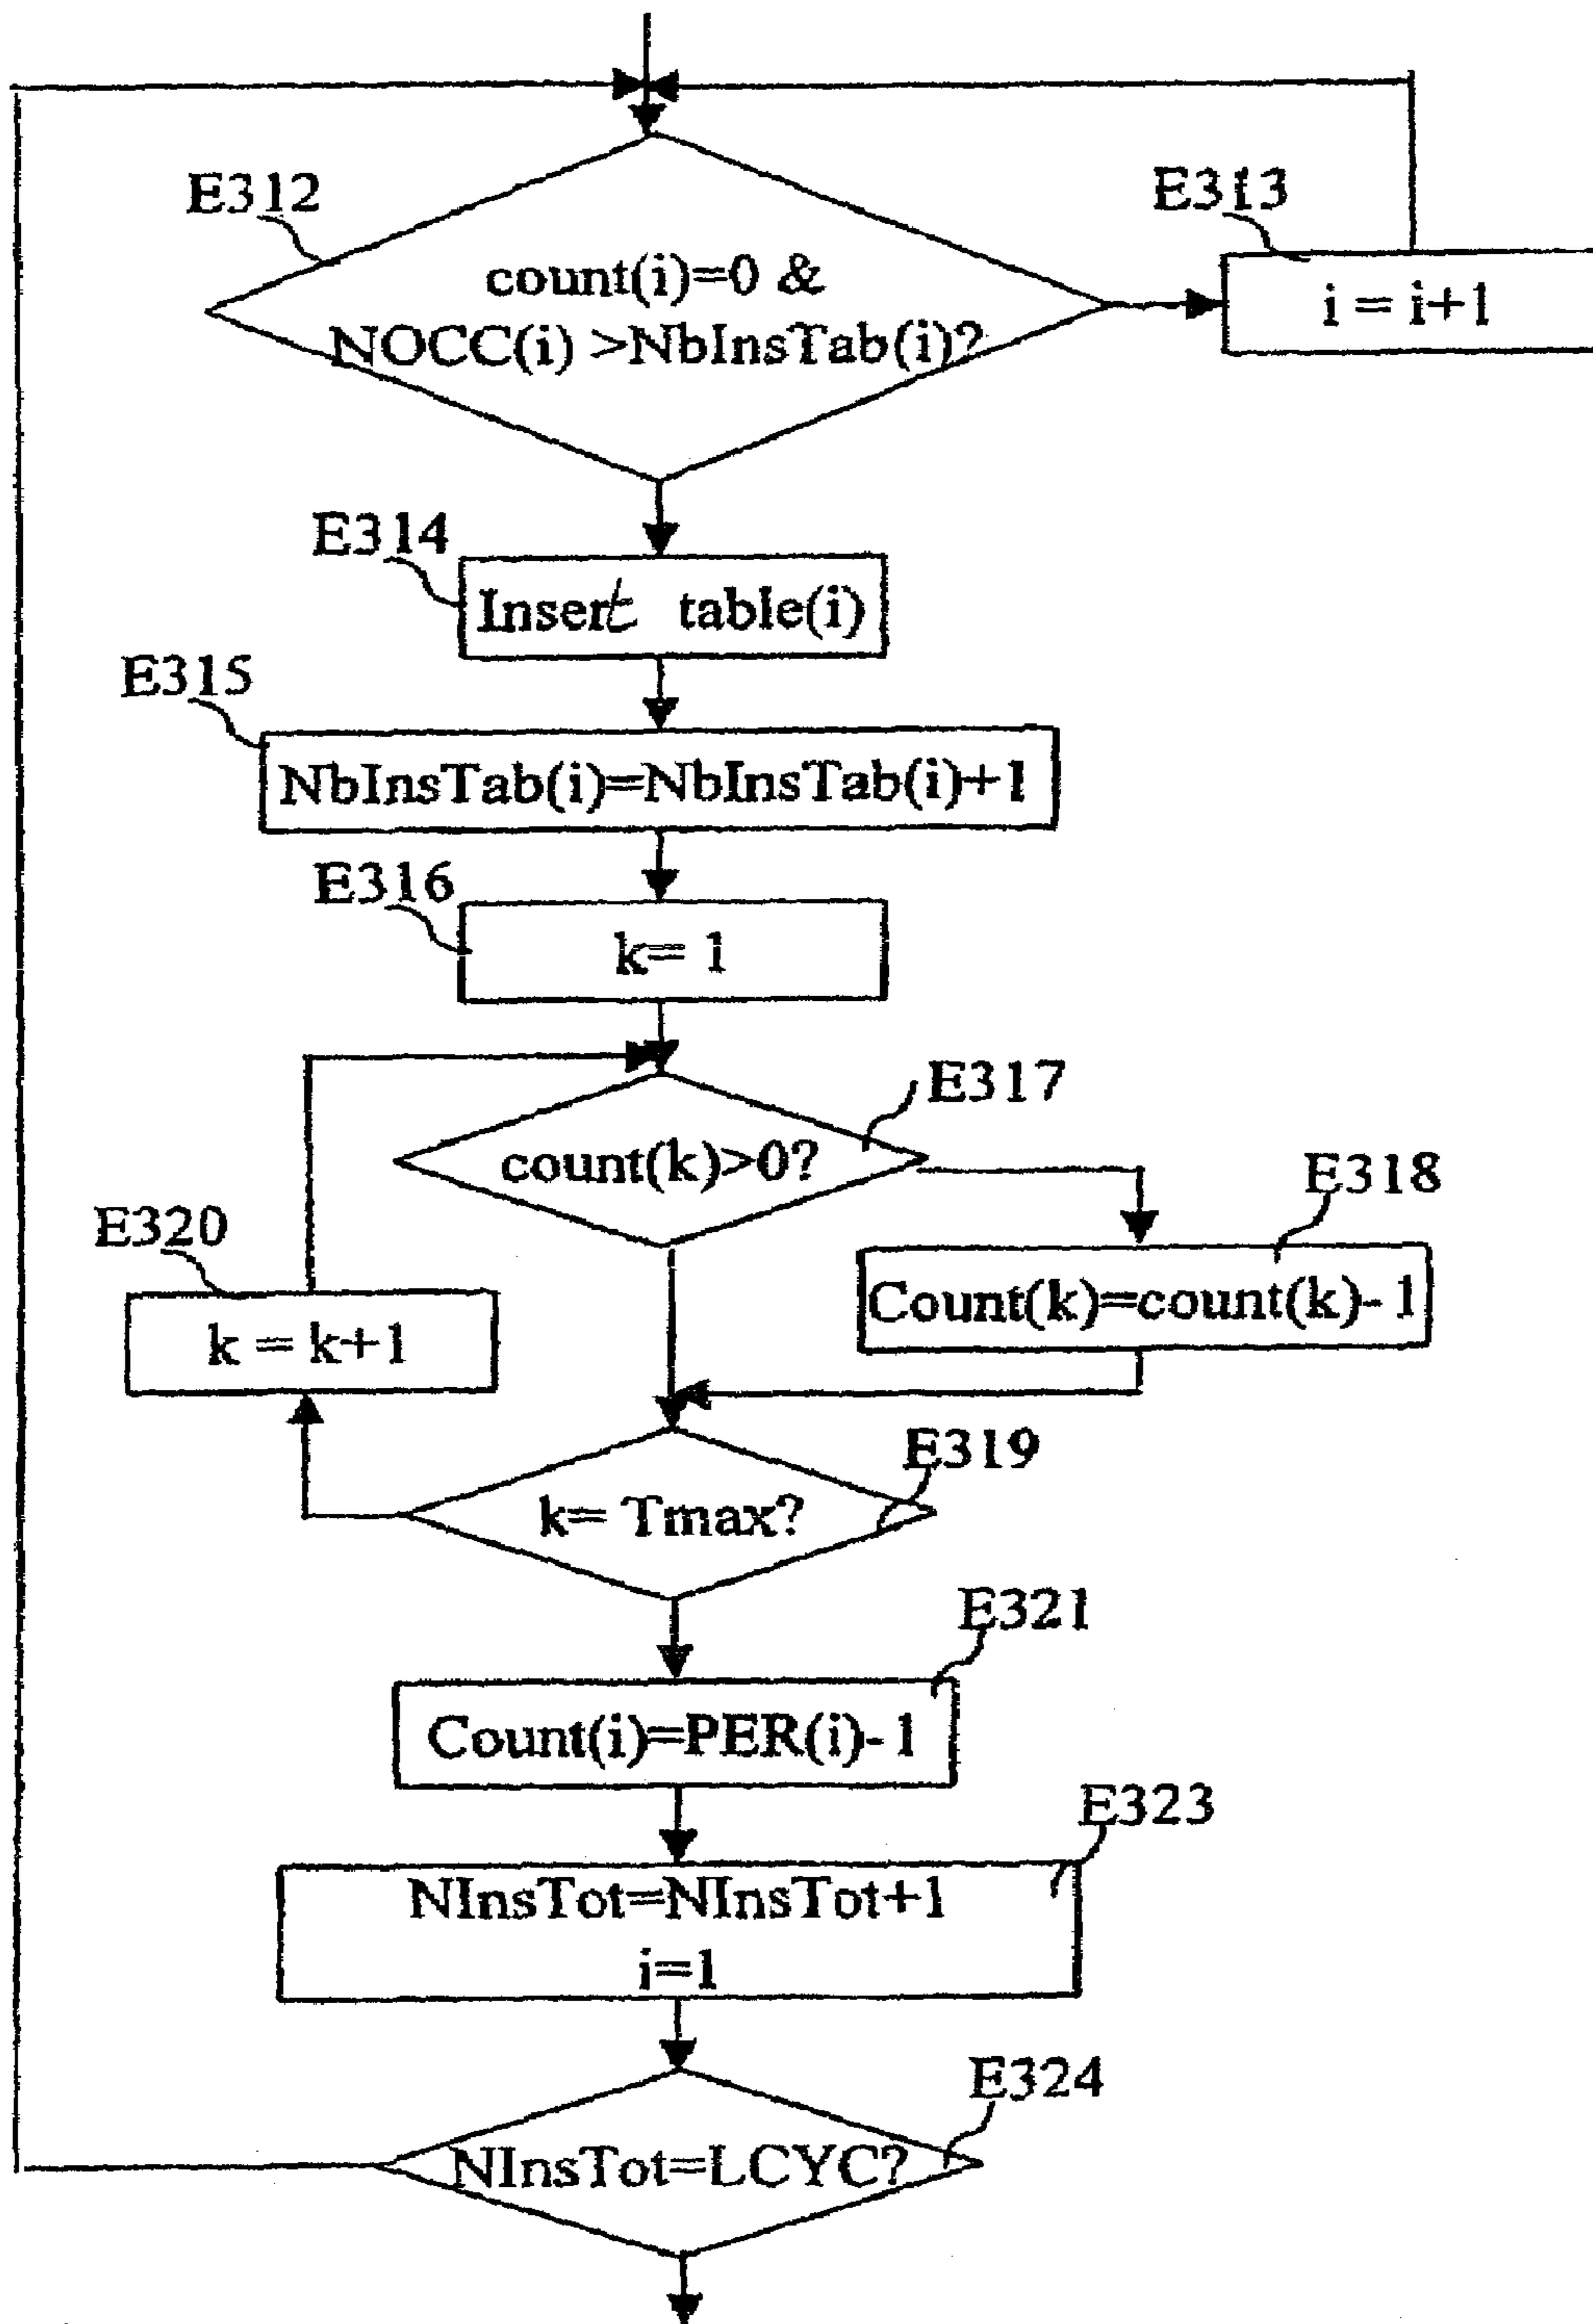 E312
E313
count(i)=0 &
NOCC(i) >NbInsTab(i)?
i = i+1
E314
Insert table(i)
E315
NbInsTab(i)=NbInsTab(i)+1
E316
k= 1
E317
count(k)>0?
E318
E320
Count(k)=count(k)-1
k = k+1
E319
k= Tmax?
E321
Count(i)=PER(i)-1
E323
NInsTot=NInsTot+1
i=1
E324
NInsTot=LCYC?